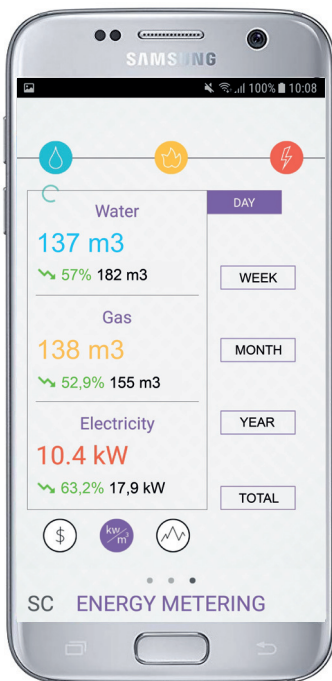 SAMSUNG
100% 10:08
Water
DAY
137 m3
57% 182 m3
WEEK
Gas
138 m3
MONTH
52,9% 155 m3
Electricity
YEAR
10.4 kW
63,2% 17,9 kW
TOTAL
$
kw/m³
SC ENERGY METERING